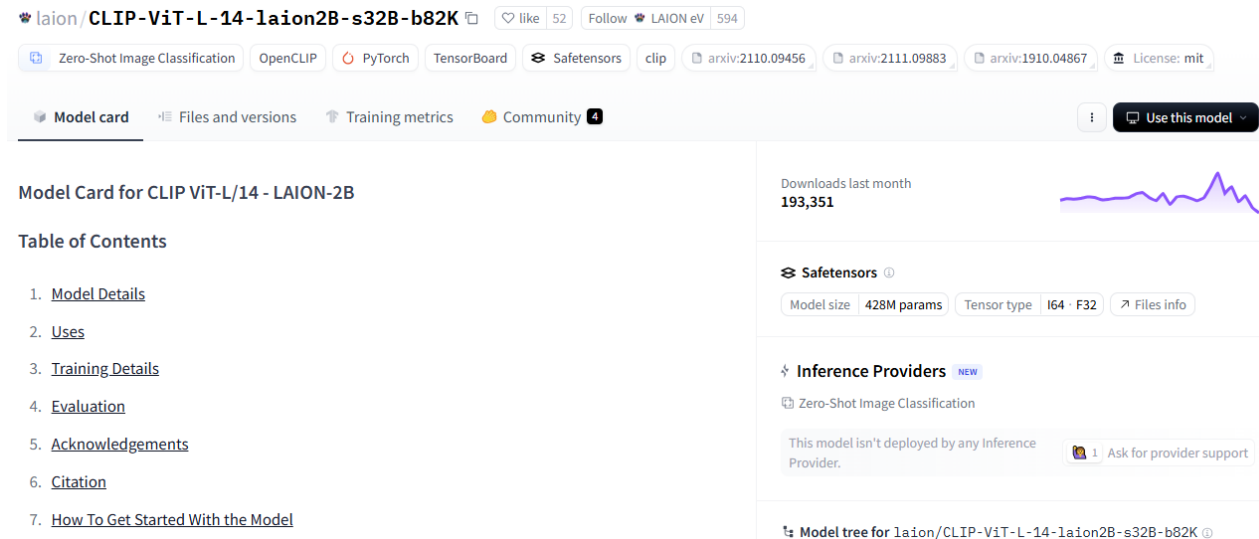 laion/CLIP-ViT-L-14-laion2B-s32B-b82K like 52 Follow LAION eV 594
Zero-Shot Image Classification OpenCLIP PyTorch TensorBoard Safetensors clip arxiv:2110.09456 arxiv:2111.09883 arxiv:1910.04867 License: mit
Model card Files and versions Training metrics Community 4 Use this model
Model Card for CLIP ViT-L/14 - LAION-2B
Table of Contents
1. Model Details
2. Uses
3. Training Details
4. Evaluation
5. Acknowledgements
6. Citation
7. How To Get Started With the Model
Downloads last month
193,351
Safetensors
Model size 428M params Tensor type I64 · F32 Files info
Inference Providers NEW
Zero-Shot Image Classification
This model isn't deployed by any Inference
Provider.
1 Ask for provider support
Model tree for laion/CLIP-ViT-L-14-laion2B-s32B-b82K